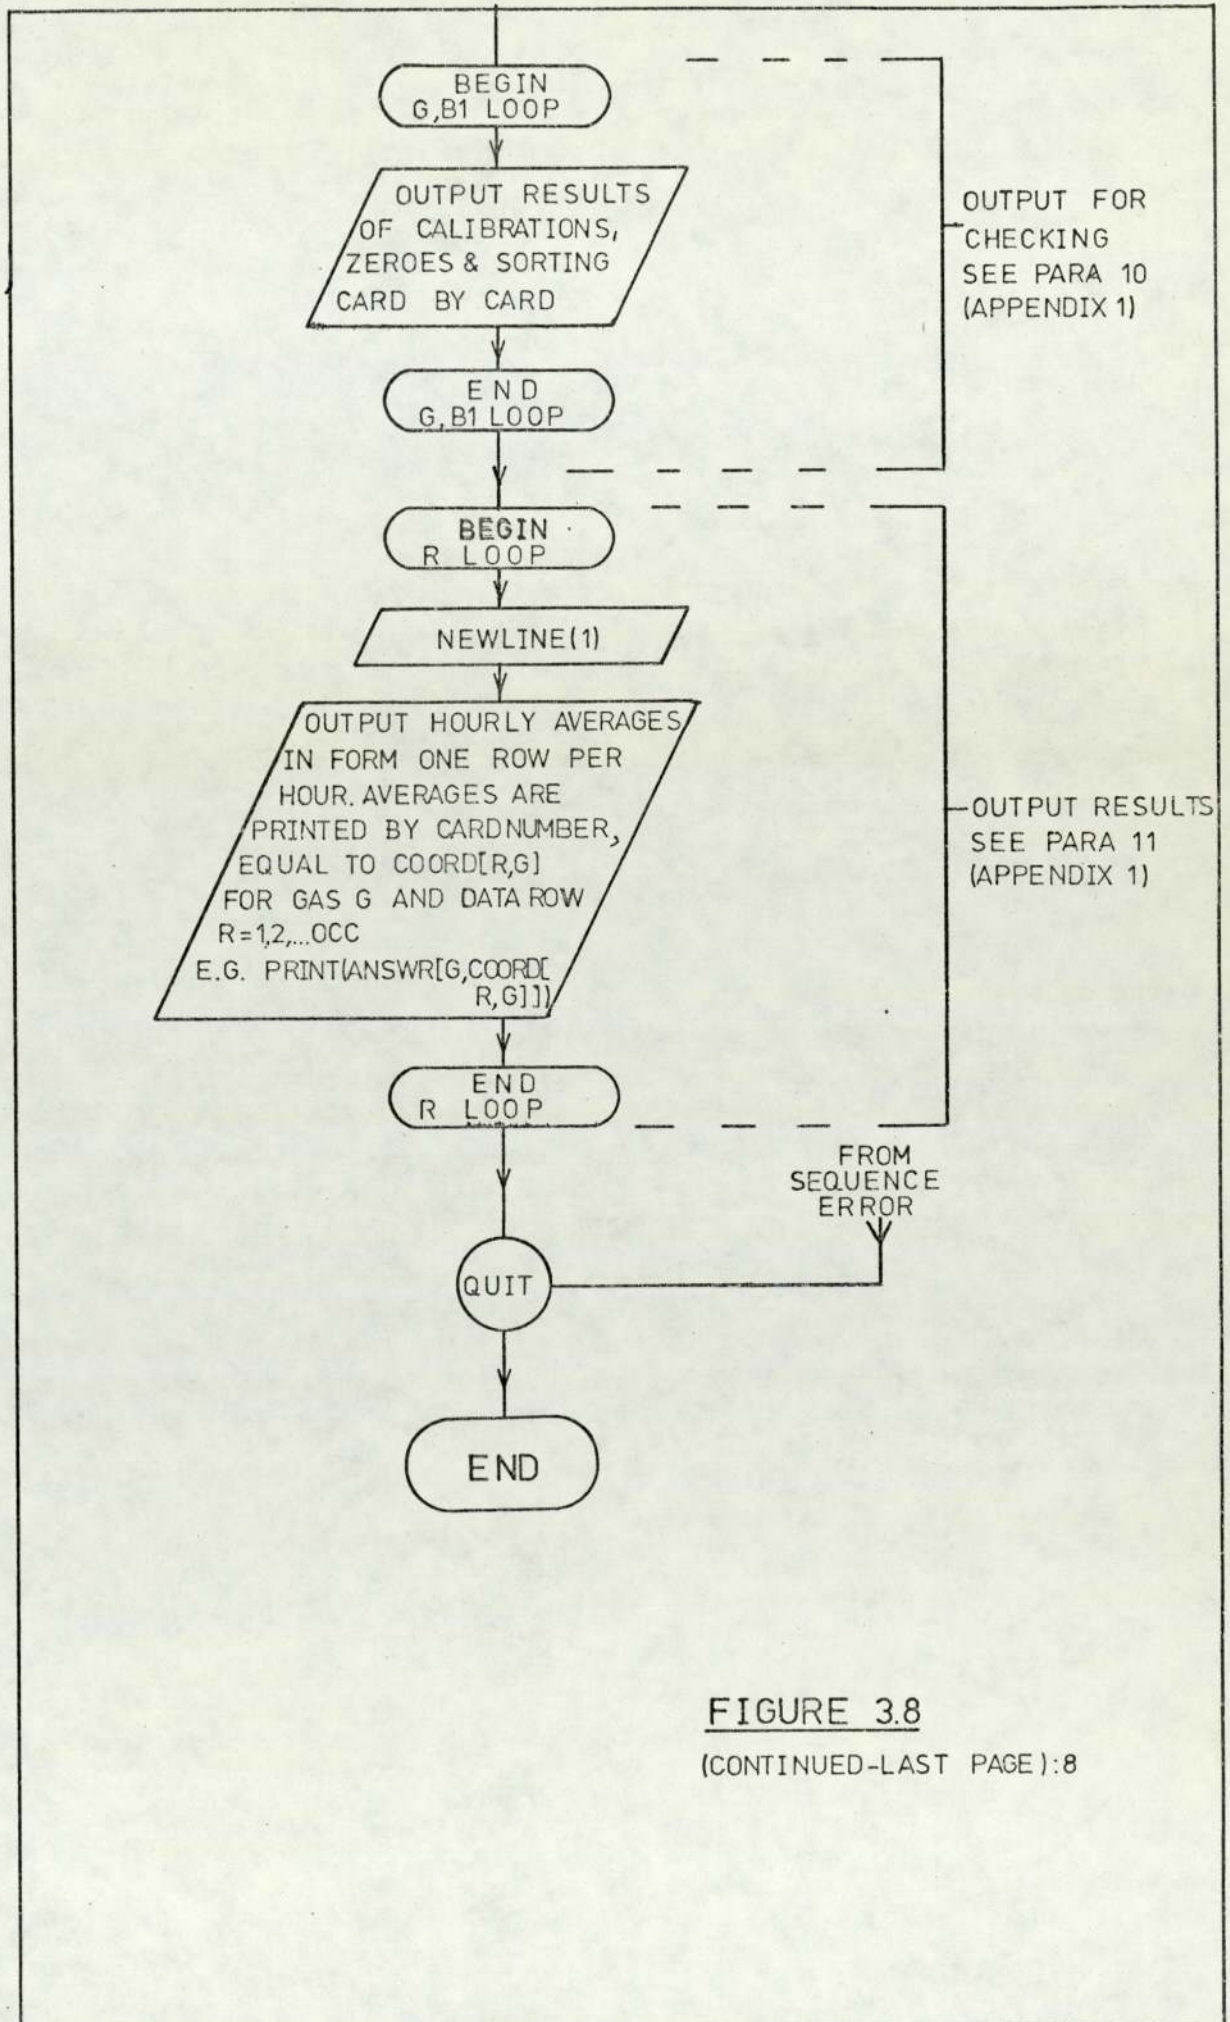 BEGIN
G,B1 LOOP
OUTPUT RESULTS
OF CALIBRATIONS,
ZEROES & SORTING
CARD BY CARD
END
G,B1 LOOP
OUTPUT FOR
CHECKING
SEE PARA 10
(APPENDIX 1)
BEGIN
R LOOP
NEWLINE(1)
OUTPUT HOURLY AVERAGES
IN FORM ONE ROW PER
HOUR. AVERAGES ARE
PRINTED BY CARDNUMBER,
EQUAL TO COORD[R,G]
FOR GAS G AND DATA ROW
R=1,2,...OCC
E.G. PRINT(ANSWR[G,COORD[
R,G]])
OUTPUT RESULTS
SEE PARA 11
(APPENDIX 1)
END
R LOOP
FROM
SEQUENCE
ERROR
QUIT
END
FIGURE 3.8
(CONTINUED-LAST PAGE):8